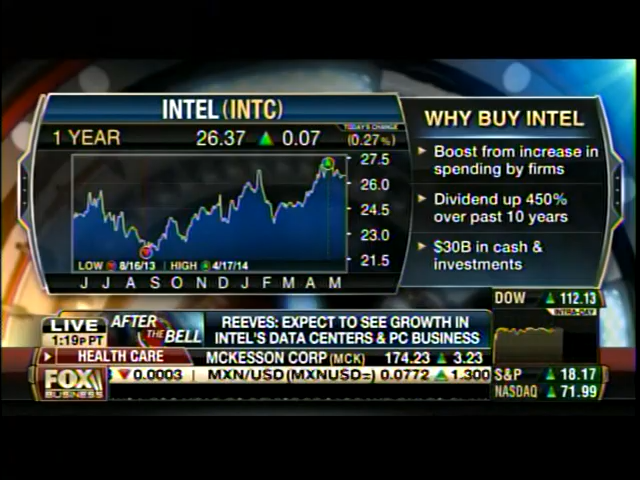 INTEL (INTC)
1 YEAR 26.37 ▲ 0.07 TODAY'S CHANGE (0.27%)
27.5
26.0
24.5
23.0
21.5
LOW 8/16/13 HIGH 4/17/14
J J A S O N D J F M A M
WHY BUY INTEL
Boost from increase in
spending by firms
Dividend up 450%
over past 10 years
$30B in cash &
investments
DOW ▲ 112.13
INTRA-DAY
LIVE
1:19P PT
AFTER THE BELL
REEVES: EXPECT TO SEE GROWTH IN
INTEL'S DATA CENTERS & PC BUSINESS
HEALTH CARE MCKESSON CORP (MCK) 174.23 ▲ 3.23
FOX
BUSINESS
▼0.0003 MXN/USD (MXNUSD=) 0.0772 ▲ 1.300
S&P ▲ 18.17
NASDAQ ▲ 71.99